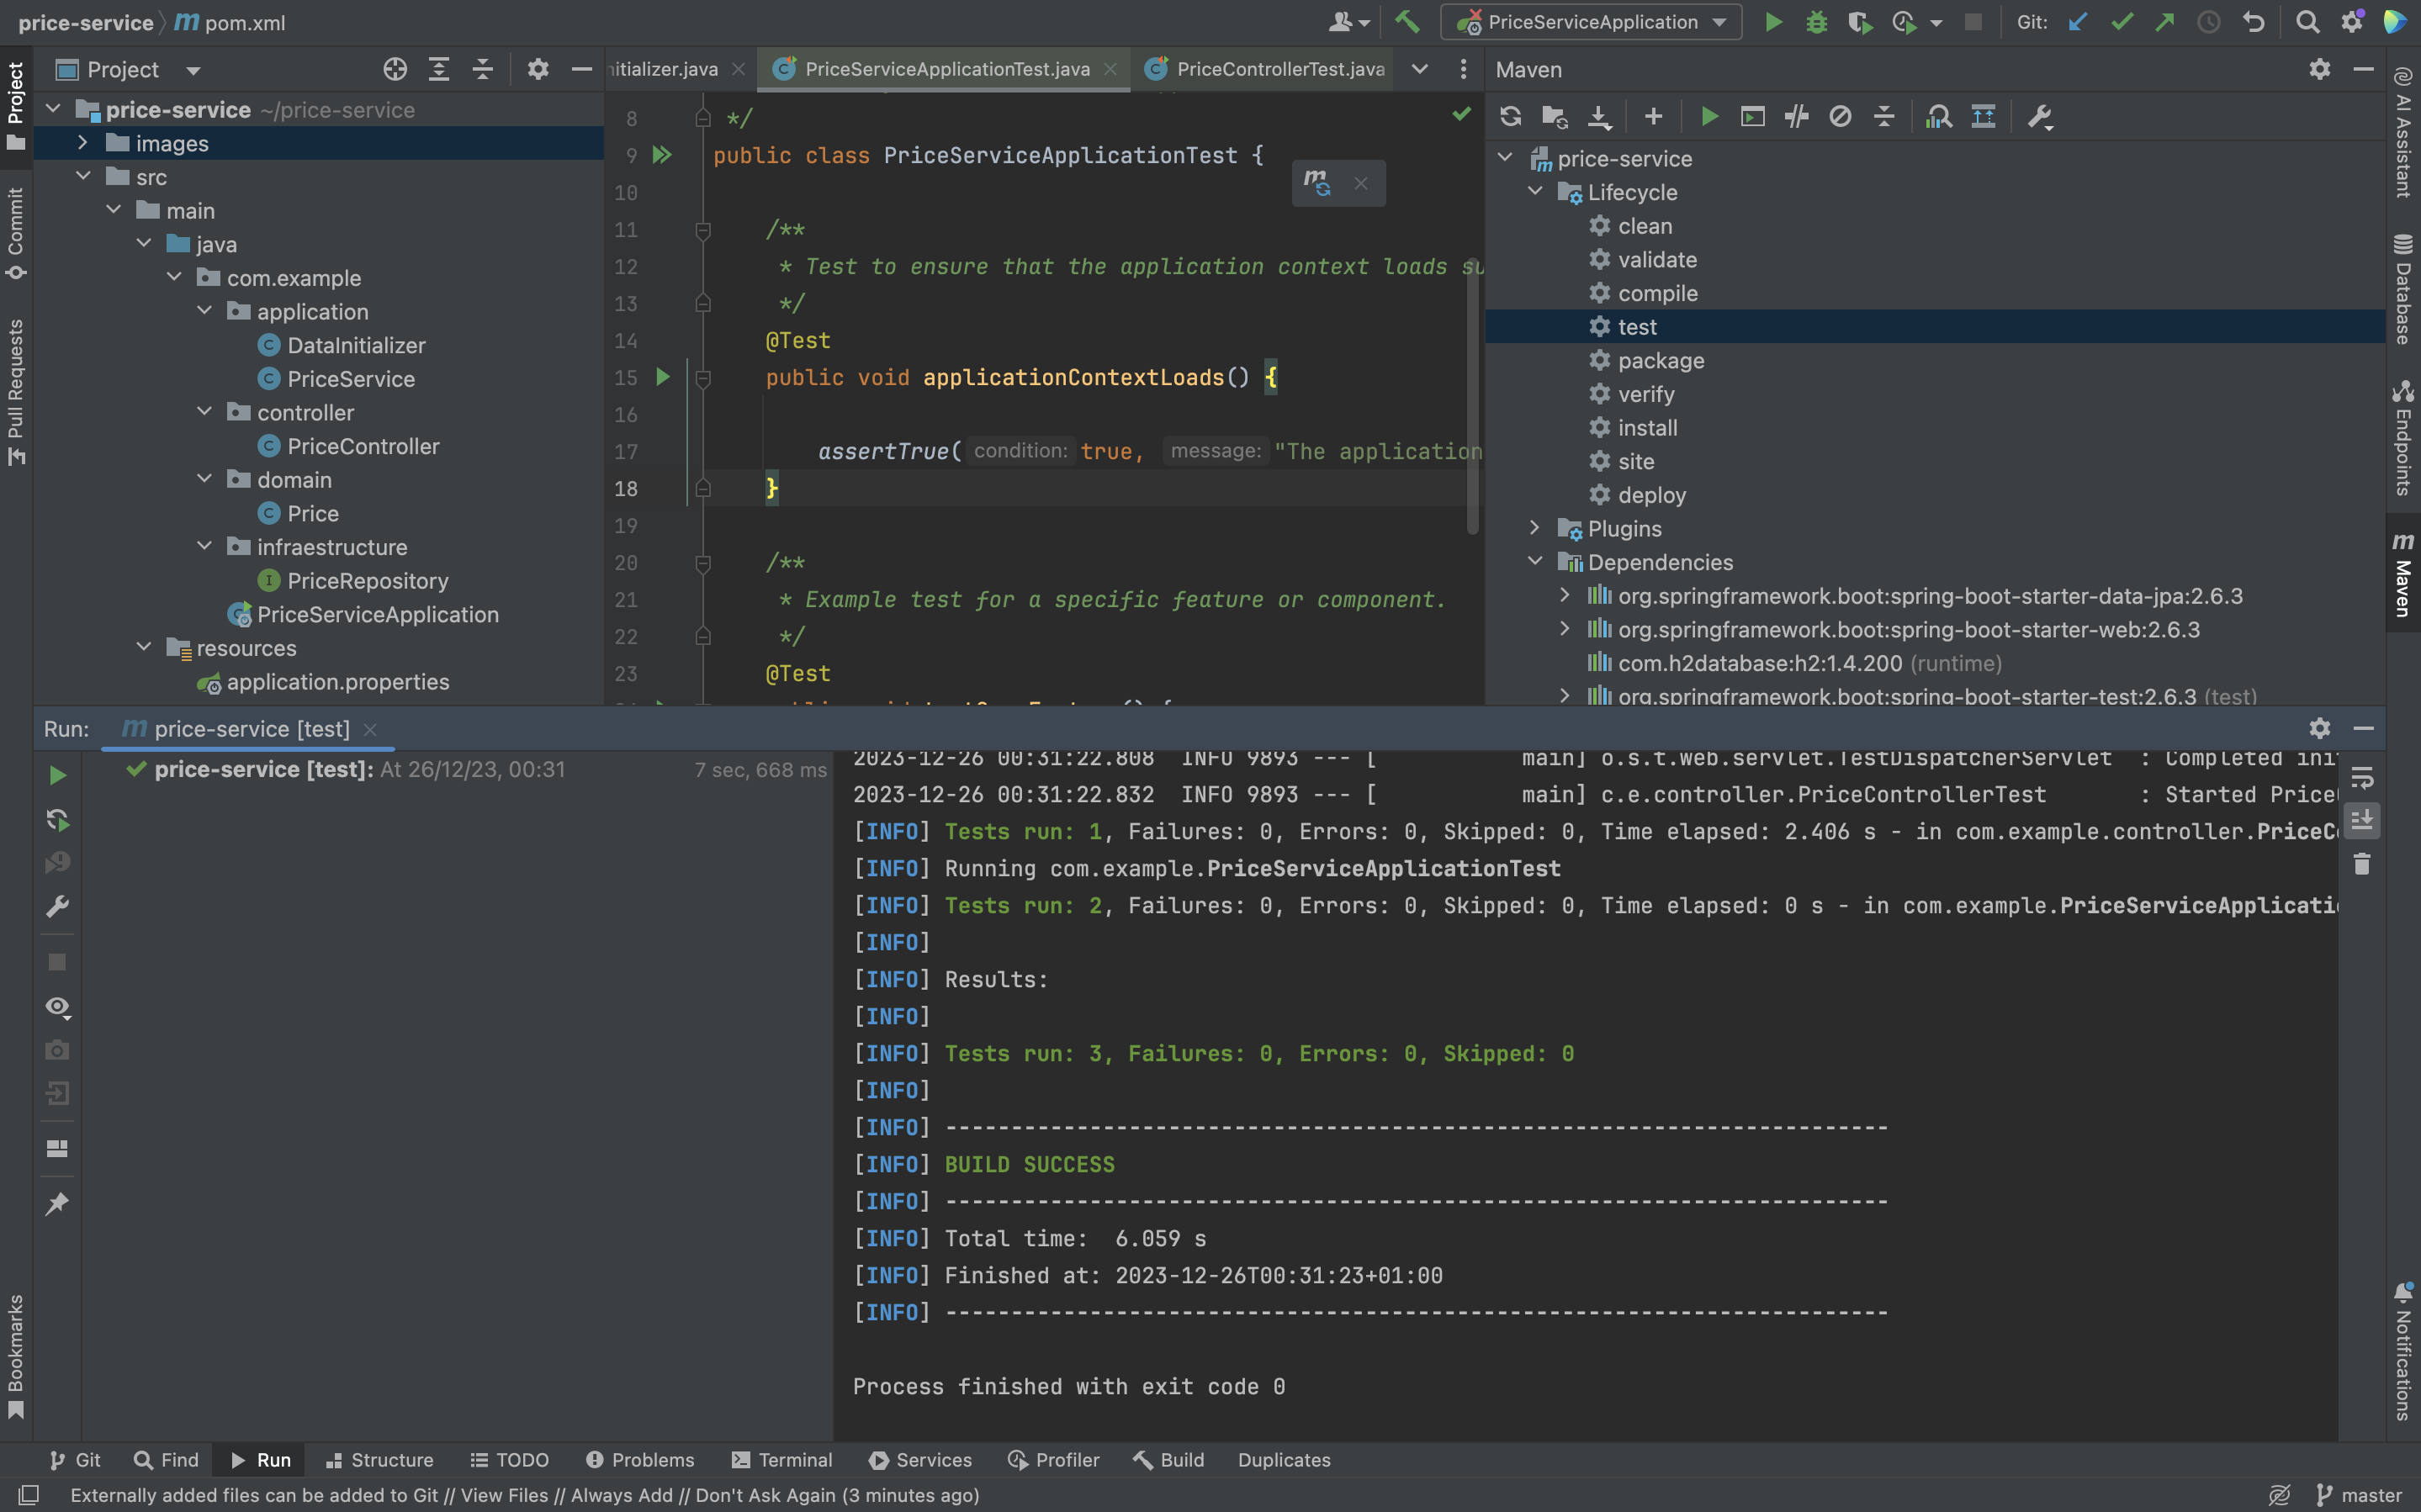 price-service
pom.xml
PriceServiceApplication
Git:
Project
nitializer.java
PriceServiceApplicationTest.java
PriceControllerTest.java
Maven
Project
Commit
Pull Requests
Bookmarks
price-service ~/price-service
images
src
main
java
com.example
application
DataInitializer
PriceService
controller
PriceController
domain
Price
infraestructure
PriceRepository
PriceServiceApplication
resources
application.properties
8 */
9 public class PriceServiceApplicationTest {
10
11 /**
12 * Test to ensure that the application context loads su
13 */
14 @Test
15 public void applicationContextLoads() {
16
17 assertTrue( condition: true, message: "The application
18 }
19
20 /**
21 * Example test for a specific feature or component.
22 */
23 @Test
price-service
Lifecycle
clean
validate
compile
test
package
verify
install
site
deploy
Plugins
Dependencies
org.springframework.boot:spring-boot-starter-data-jpa:2.6.3
org.springframework.boot:spring-boot-starter-web:2.6.3
com.h2database:h2:1.4.200 (runtime)
org.springframework.boot:spring-boot-starter-test:2.6.3 (test)
AI Assistant
Database
Endpoints
Maven
Notifications
Run: price-service [test]
price-service [test]: At 26/12/23, 00:31 7 sec, 668 ms
2023-12-26 00:31:22.808 INFO 9893 --- [ main] o.s.t.web.servlet.TestDispatcherServlet : Completed init
2023-12-26 00:31:22.832 INFO 9893 --- [ main] c.e.controller.PriceControllerTest : Started Price
[INFO] Tests run: 1, Failures: 0, Errors: 0, Skipped: 0, Time elapsed: 2.406 s - in com.example.controller.PriceC
[INFO] Running com.example.PriceServiceApplicationTest
[INFO] Tests run: 2, Failures: 0, Errors: 0, Skipped: 0, Time elapsed: 0 s - in com.example.PriceServiceApplicati
[INFO]
[INFO] Results:
[INFO]
[INFO] Tests run: 3, Failures: 0, Errors: 0, Skipped: 0
[INFO]
[INFO] ------------------------------------------------------------------------
[INFO] BUILD SUCCESS
[INFO] ------------------------------------------------------------------------
[INFO] Total time:  6.059 s
[INFO] Finished at: 2023-12-26T00:31:23+01:00
[INFO] ------------------------------------------------------------------------
Process finished with exit code 0
Git Find Run Structure TODO Problems Terminal Services Profiler Build Duplicates
Externally added files can be added to Git // View Files // Always Add // Don't Ask Again (3 minutes ago)
master